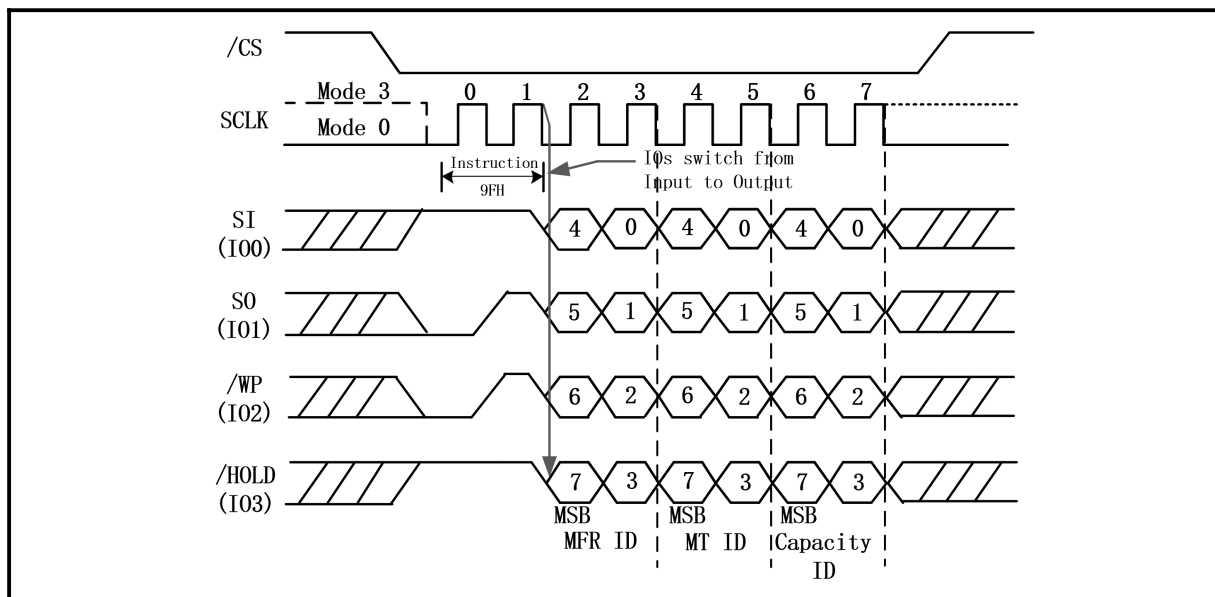 /CS
Mode 3 0 1 2 3 4 5 6 7
SCLK
Mode 0
Instruction
9FH
IOs switch from
Input to Output
SI
(IO0)
4 0 4 0 4 0
SO
(IO1)
5 1 5 1 5 1
/WP
(IO2)
6 2 6 2 6 2
/HOLD
(IO3)
7 3 7 3 7 3
MSB MSB MSB
MFR ID MT ID Capacity
ID